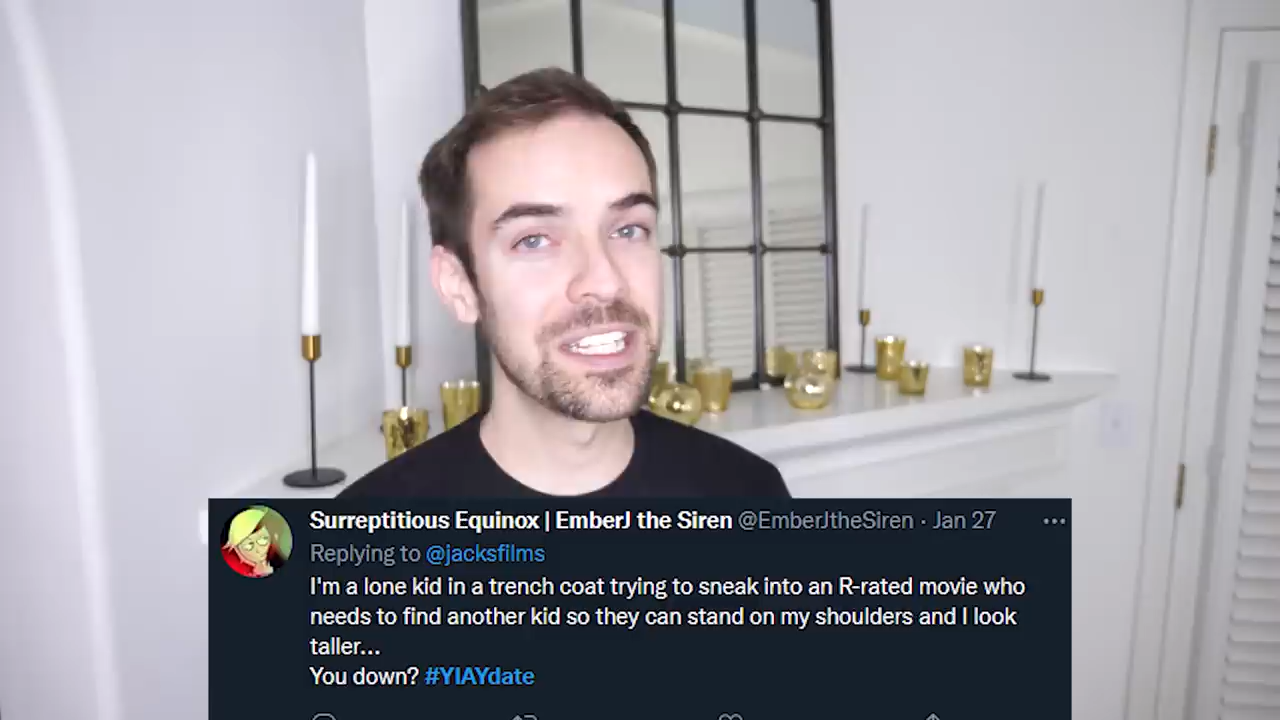 Surreptitious Equinox | EmberJ the Siren @EmberJtheSiren · Jan 27
Replying to @jacksfilms
I'm a lone kid in a trench coat trying to sneak into an R-rated movie who
needs to find another kid so they can stand on my shoulders and I look
taller...
You down? #YIAYdate